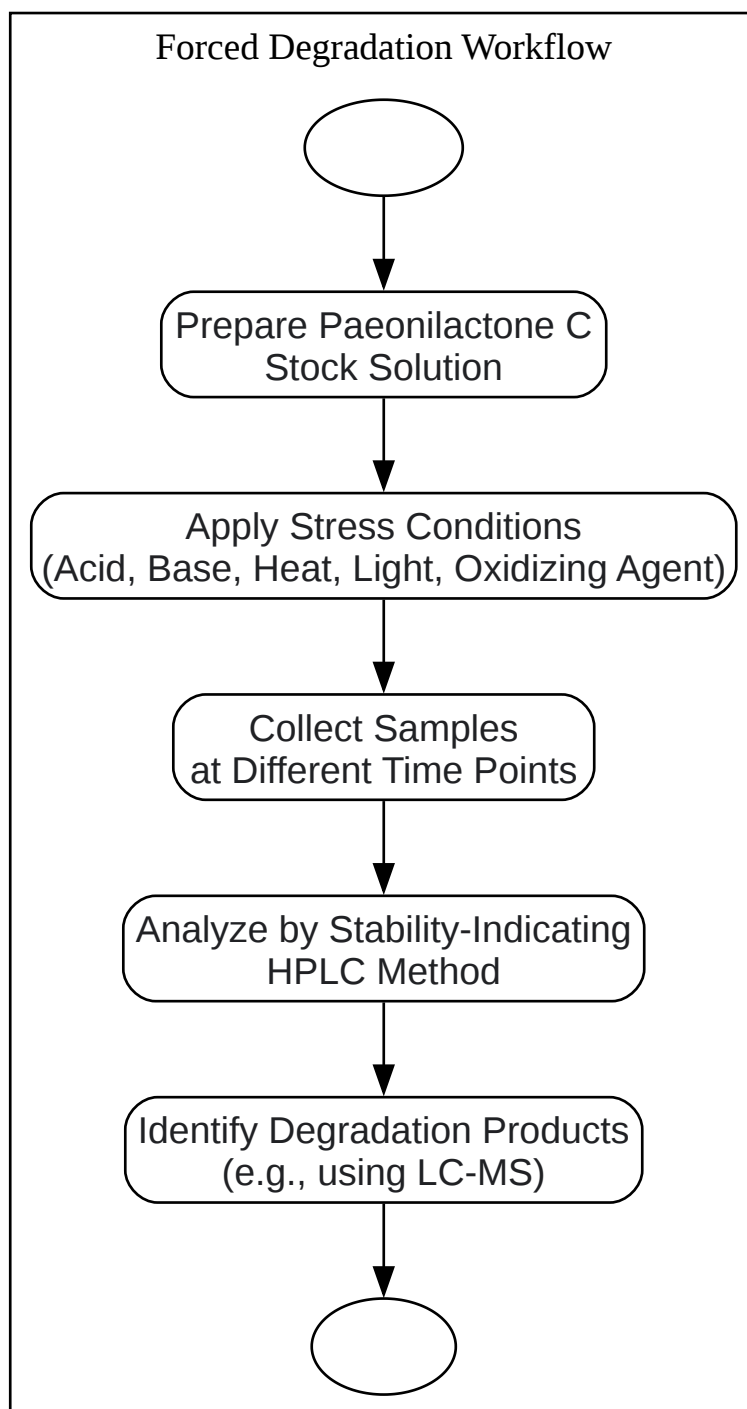 Forced Degradation Workflow
Prepare Paeonilactone C
Stock Solution
Apply Stress Conditions
(Acid, Base, Heat, Light, Oxidizing Agent)
Collect Samples
at Different Time Points
Analyze by Stability-Indicating
HPLC Method
Identify Degradation Products
(e.g., using LC-MS)